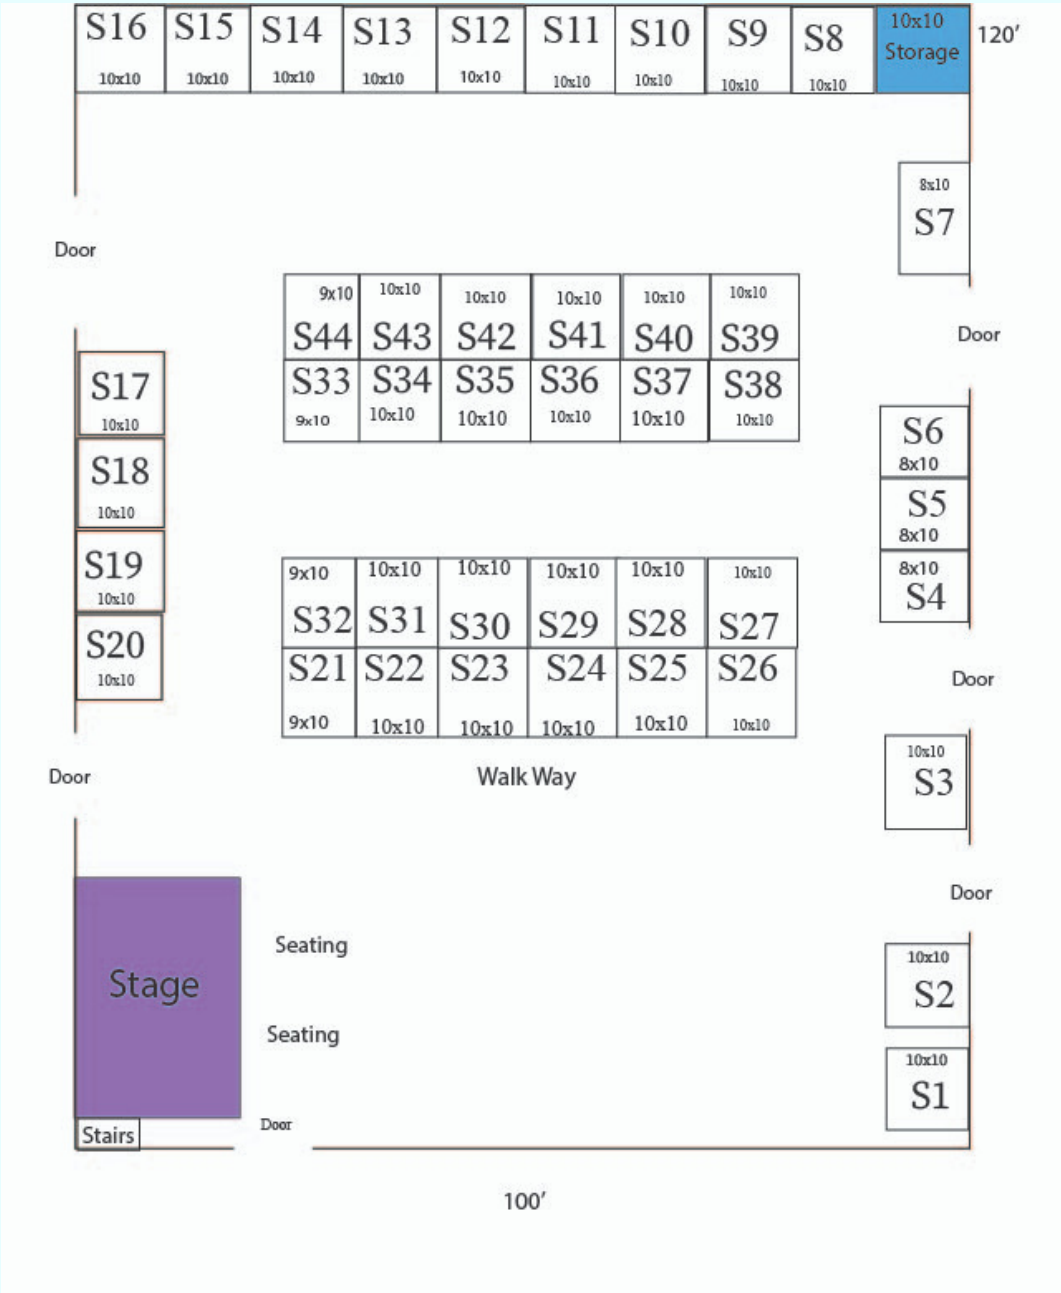 S16 S15 S14 S13 S12 S11 S10 S9 S8 10x10 120'
Storage
10x10 10x10 10x10 10x10 10x10 10x10 10x10 10x10 10x10
8x10
S7
Door
9x10 10x10 10x10 10x10 10x10 10x10
S44 S43 S42 S41 S40 S39
Door
S33 S34 S35 S36 S37 S38
9x10 10x10 10x10 10x10 10x10 10x10
S17
10x10
S6
8x10
S18
10x10
S5
8x10
S19
10x10
8x10
S4
9x10 10x10 10x10 10x10 10x10 10x10
S32 S31 S30 S29 S28 S27
S20
10x10
S21 S22 S23 S24 S25 S26
9x10 10x10 10x10 10x10 10x10 10x10
Door
Door
Walk Way
10x10
S3
Door
Stage
Seating
Seating
10x10
S2
10x10
S1
Stairs
Door
100'